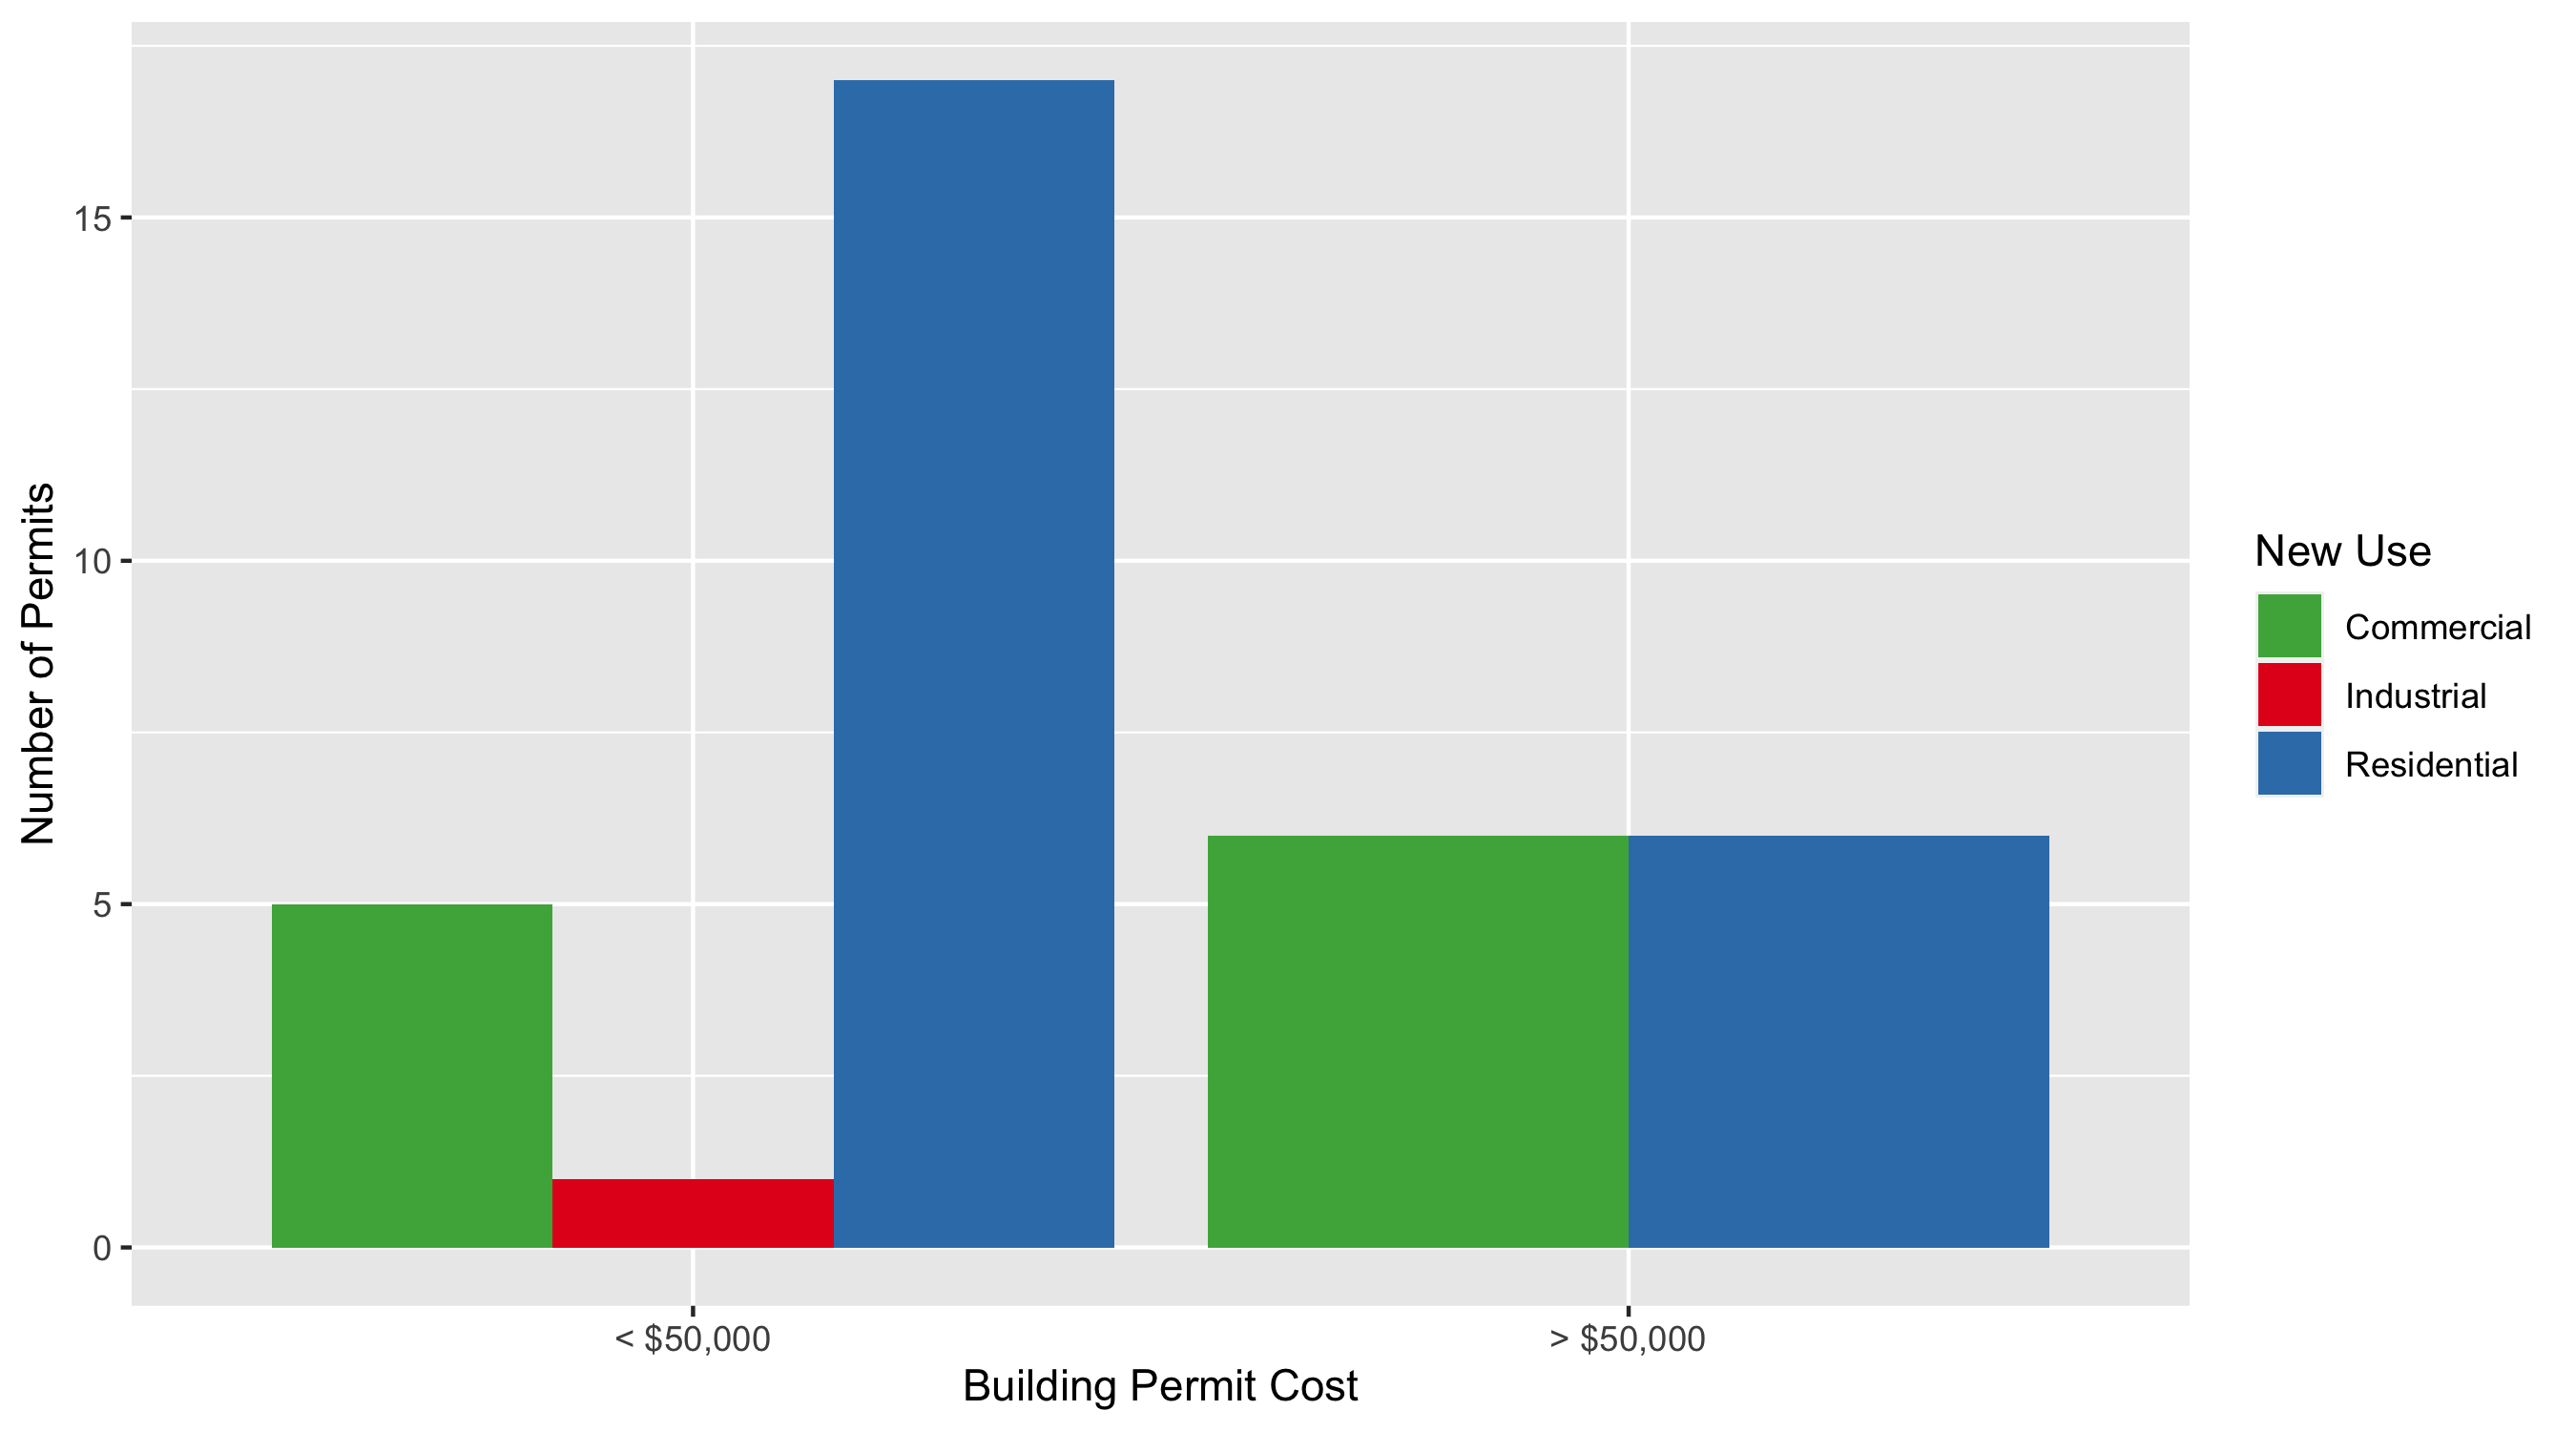 Number of Permits
15
10
5
0
< $50,000
> $50,000
Building Permit Cost
New Use
Commercial
Industrial
Residential